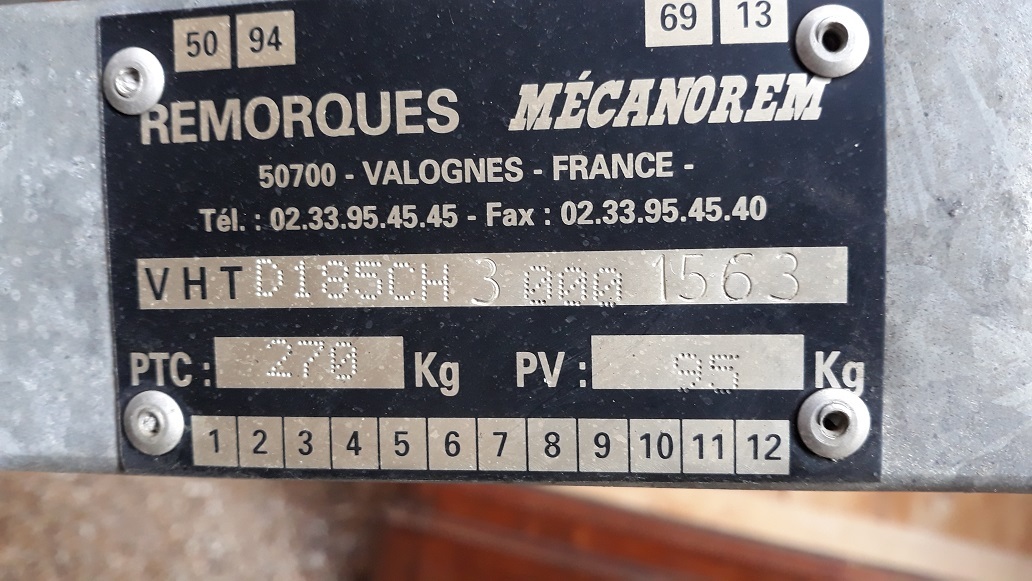 50 94 69 13
REMORQUES MÉCANOREM
50700 - VALOGNES - FRANCE -
Tél. : 02.33.95.45.45 - Fax : 02.33.95.45.40
VHT D185CH 3 000 1563
PTC : 270 Kg PV : 95 Kg
1 2 3 4 5 6 7 8 9 10 11 12